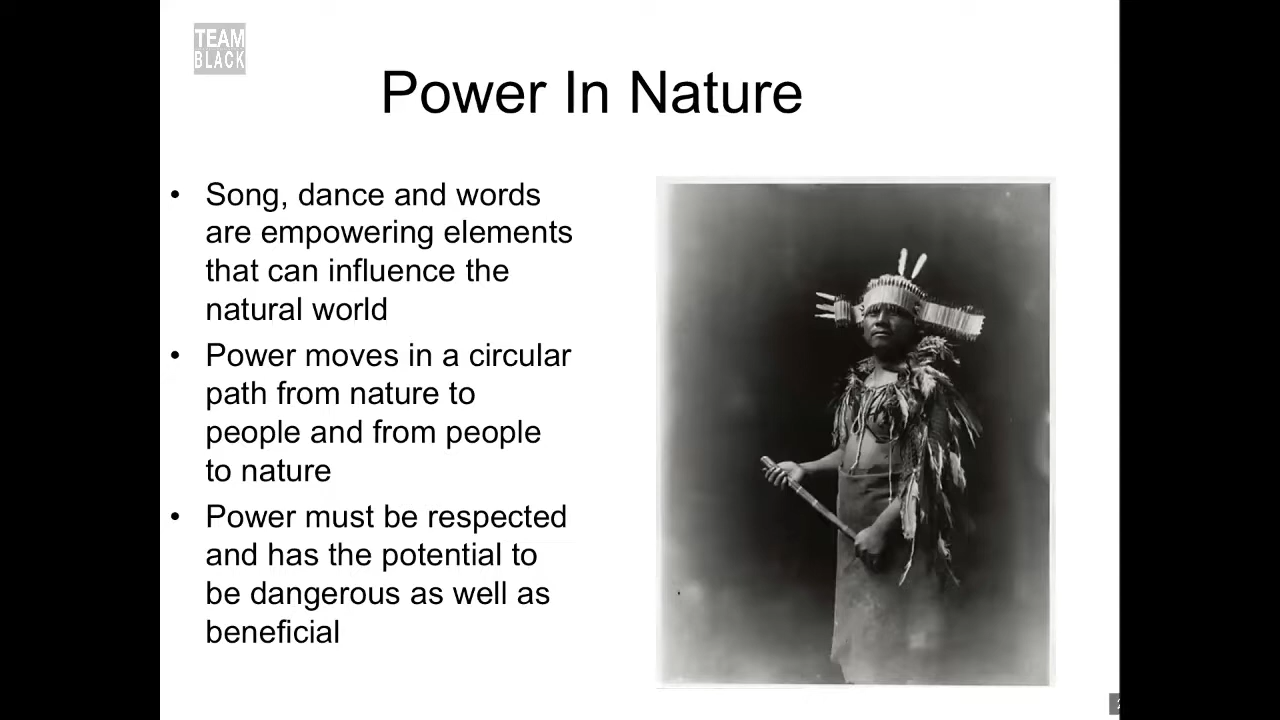 TEAM
BLACK
Power In Nature
• Song, dance and words
are empowering elements
that can influence the
natural world
• Power moves in a circular
path from nature to
people and from people
to nature
• Power must be respected
and has the potential to
be dangerous as well as
beneficial